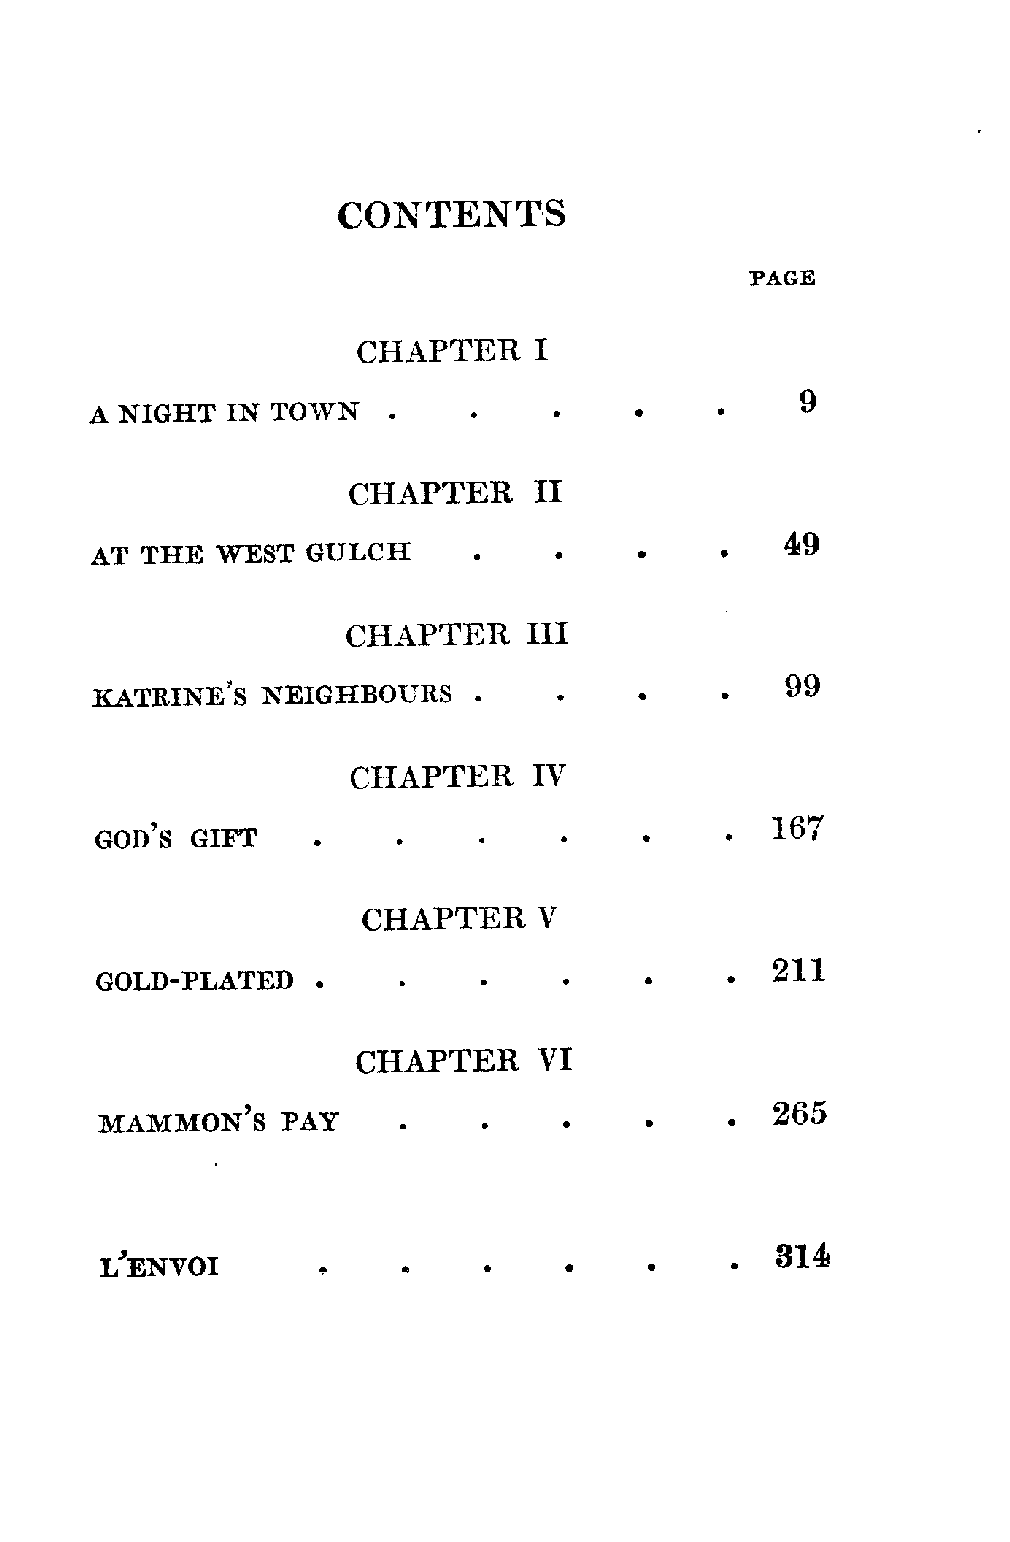 CONTENTS
PAGE
CHAPTER I
A NIGHT IN TOWN . . . . . 9
CHAPTER II
AT THE WEST GULCH . . . . 49
CHAPTER III
KATRINE'S NEIGHBOURS . . . . 99
CHAPTER IV
GOD'S GIFT . . . . . . 167
CHAPTER V
GOLD-PLATED . . . . . . 211
CHAPTER VI
MAMMON'S PAY . . . . . 265
L'ENVOI . . . . . . 314